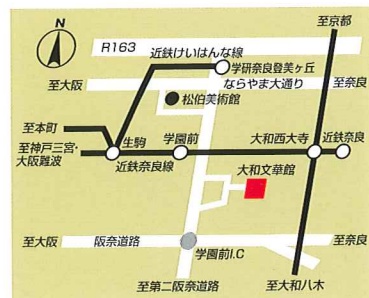 N
至京都
R163
近鉄けいはんな線
学研奈良登美ヶ丘
至大阪
ならやま大通り
至奈良
松伯美術館
至本町
生駒
学園前
大和西大寺
近鉄奈良
至神戸三宮・
大阪難波
近鉄奈良線
大和文華館
至大阪
阪奈道路
至奈良
学園前I.C
至第二阪奈道路
至大和八木